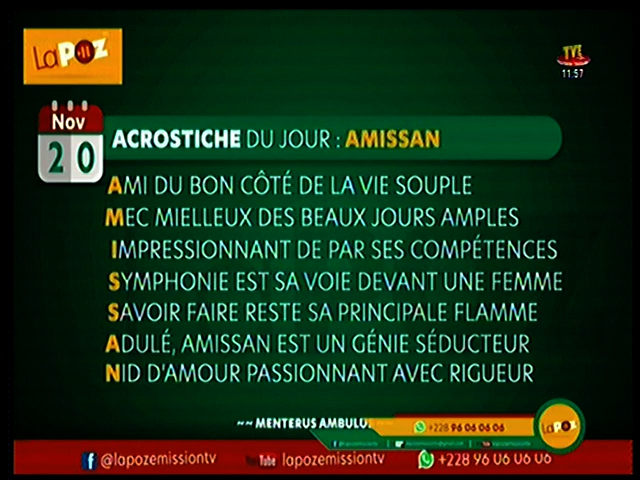 LaPOZ
TVT
11:57
Nov
20
ACROSTICHE DU JOUR : AMISSAN
AMI DU BON CÔTÉ DE LA VIE SOUPLE
MEC MIELLEUX DES BEAUX JOURS AMPLES
IMPRESSIONNANT DE PAR SES COMPÉTENCES
SYMPHONIE EST SA VOIE DEVANT UNE FEMME
SAVOIR FAIRE RESTE SA PRINCIPALE FLAMME
ADULÉ, AMISSAN EST UN GÉNIE SÉDUCTEUR
NID D'AMOUR PASSIONNANT AVEC RIGUEUR
~~ MENTERUS AMBULO!
+228 96 06 06 06
LaPOZ
@lapozemissiontv
You Tube lapozemissiontv
+228 96 06 06 06